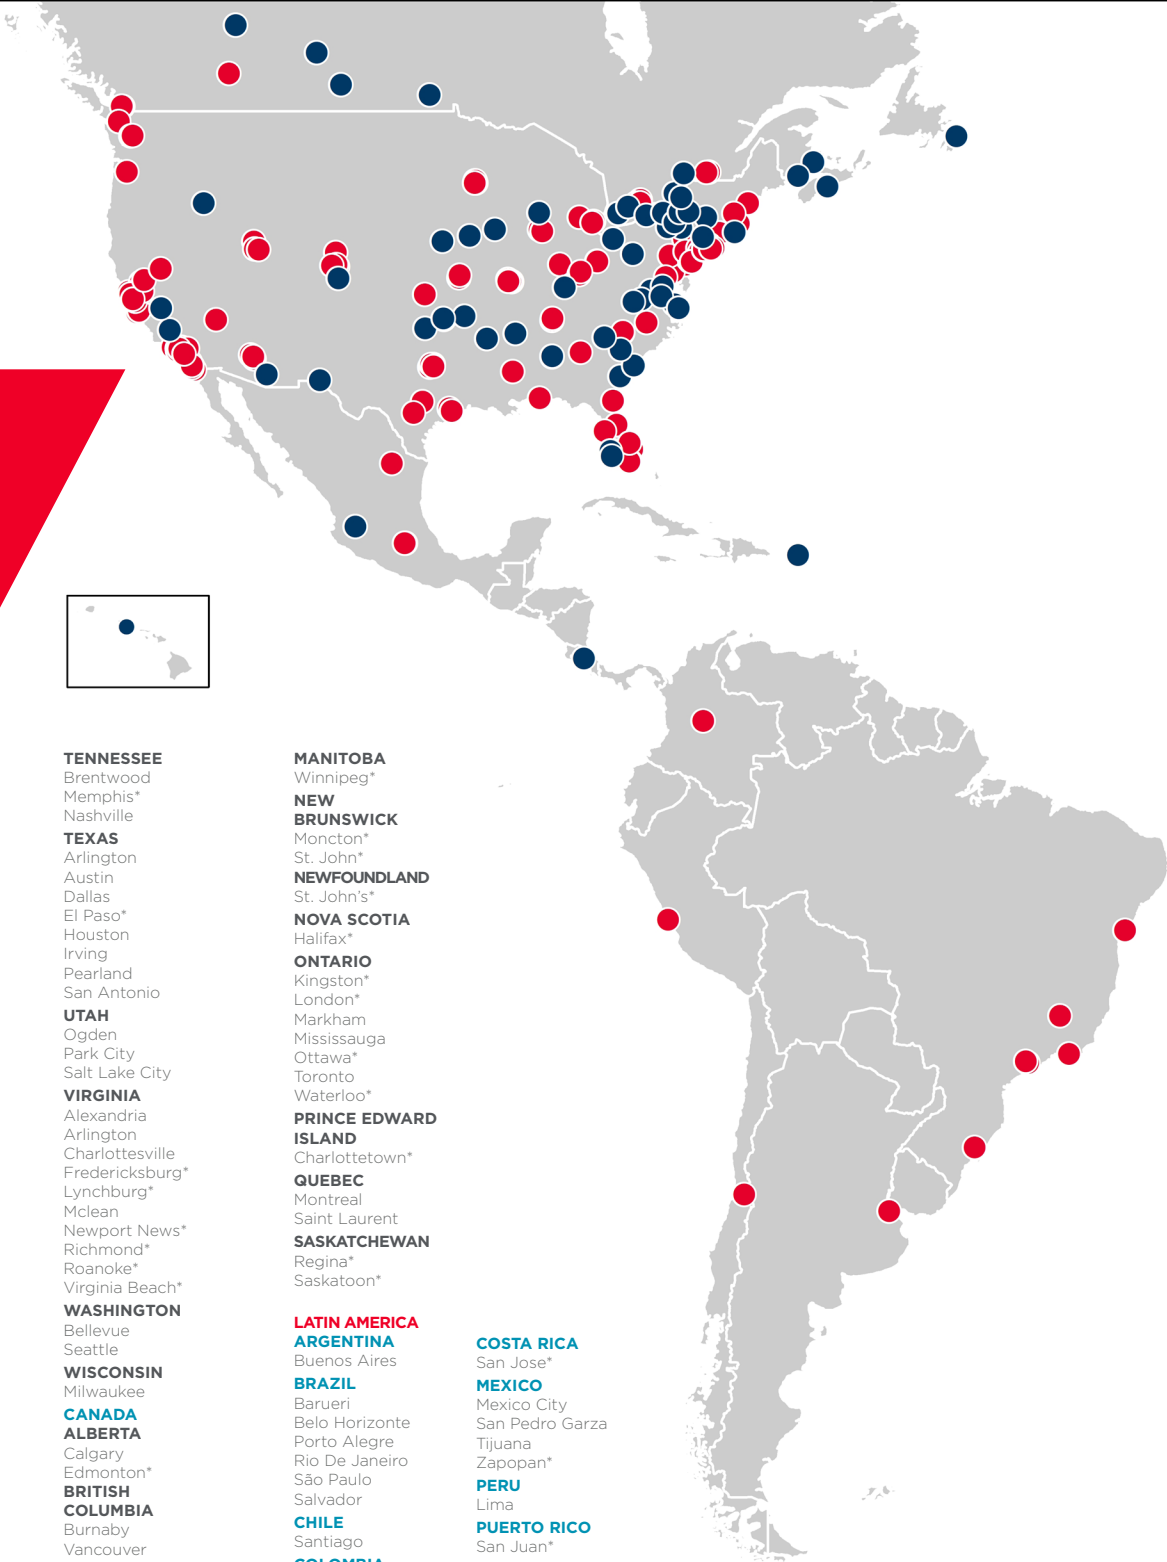 TENNESSEE
Brentwood
Memphis*
Nashville
TEXAS
Arlington
Austin
Dallas
El Paso*
Houston
Irving
Pearland
San Antonio
UTAH
Ogden
Park City
Salt Lake City
VIRGINIA
Alexandria
Arlington
Charlottesville
Fredericksburg*
Lynchburg*
Mclean
Newport News*
Richmond*
Roanoke*
Virginia Beach*
WASHINGTON
Bellevue
Seattle
WISCONSIN
Milwaukee
CANADA
ALBERTA
Calgary
Edmonton*
BRITISH
COLUMBIA
Burnaby
Vancouver
MANITOBA
Winnipeg*
NEW
BRUNSWICK
Moncton*
St. John*
NEWFOUNDLAND
St. John's*
NOVA SCOTIA
Halifax*
ONTARIO
Kingston*
London*
Markham
Mississauga
Ottawa*
Toronto
Waterloo*
PRINCE EDWARD
ISLAND
Charlottetown*
QUEBEC
Montreal
Saint Laurent
SASKATCHEWAN
Regina*
Saskatoon*
LATIN AMERICA
ARGENTINA
Buenos Aires
BRAZIL
Barueri
Belo Horizonte
Porto Alegre
Rio De Janeiro
São Paulo
Salvador
CHILE
Santiago
COLOMBIA
COSTA RICA
San Jose*
MEXICO
Mexico City
San Pedro Garza
Tijuana
Zapopan*
PERU
Lima
PUERTO RICO
San Juan*